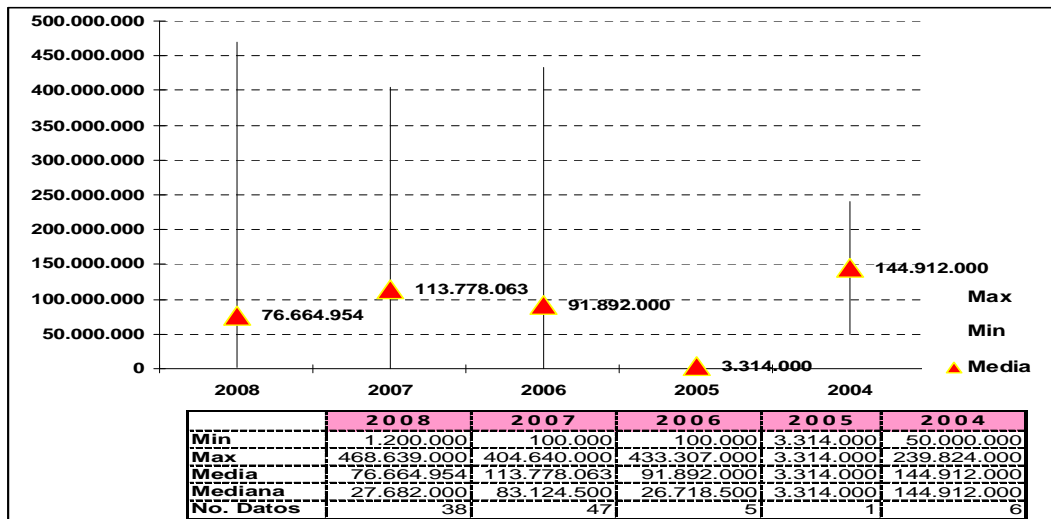 500.000.000
450.000.000
400.000.000
350.000.000
300.000.000
250.000.000
200.000.000
150.000.000
100.000.000
50.000.000
0
76.664.954
113.778.063
91.892.000
3.314.000
144.912.000
2008 2007 2006 2005 2004
Max
Min
Media
2008 2007 2006 2005 2004
Min 1.200.000 100.000 100.000 3.314.000 50.000.000
Max 468.639.000 404.640.000 433.307.000 3.314.000 239.824.000
Media 76.664.954 113.778.063 91.892.000 3.314.000 144.912.000
Mediana 27.682.000 83.124.500 26.718.500 3.314.000 144.912.000
No. Datos 38 47 5 1 6